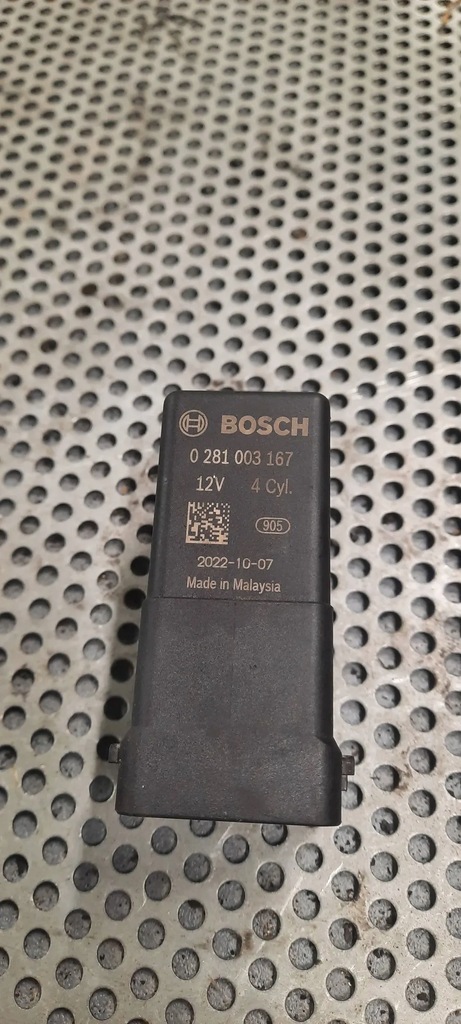 BOSCH
0 281 003 167
12V 4 Cyl.
905
2022-10-07
Made in Malaysia